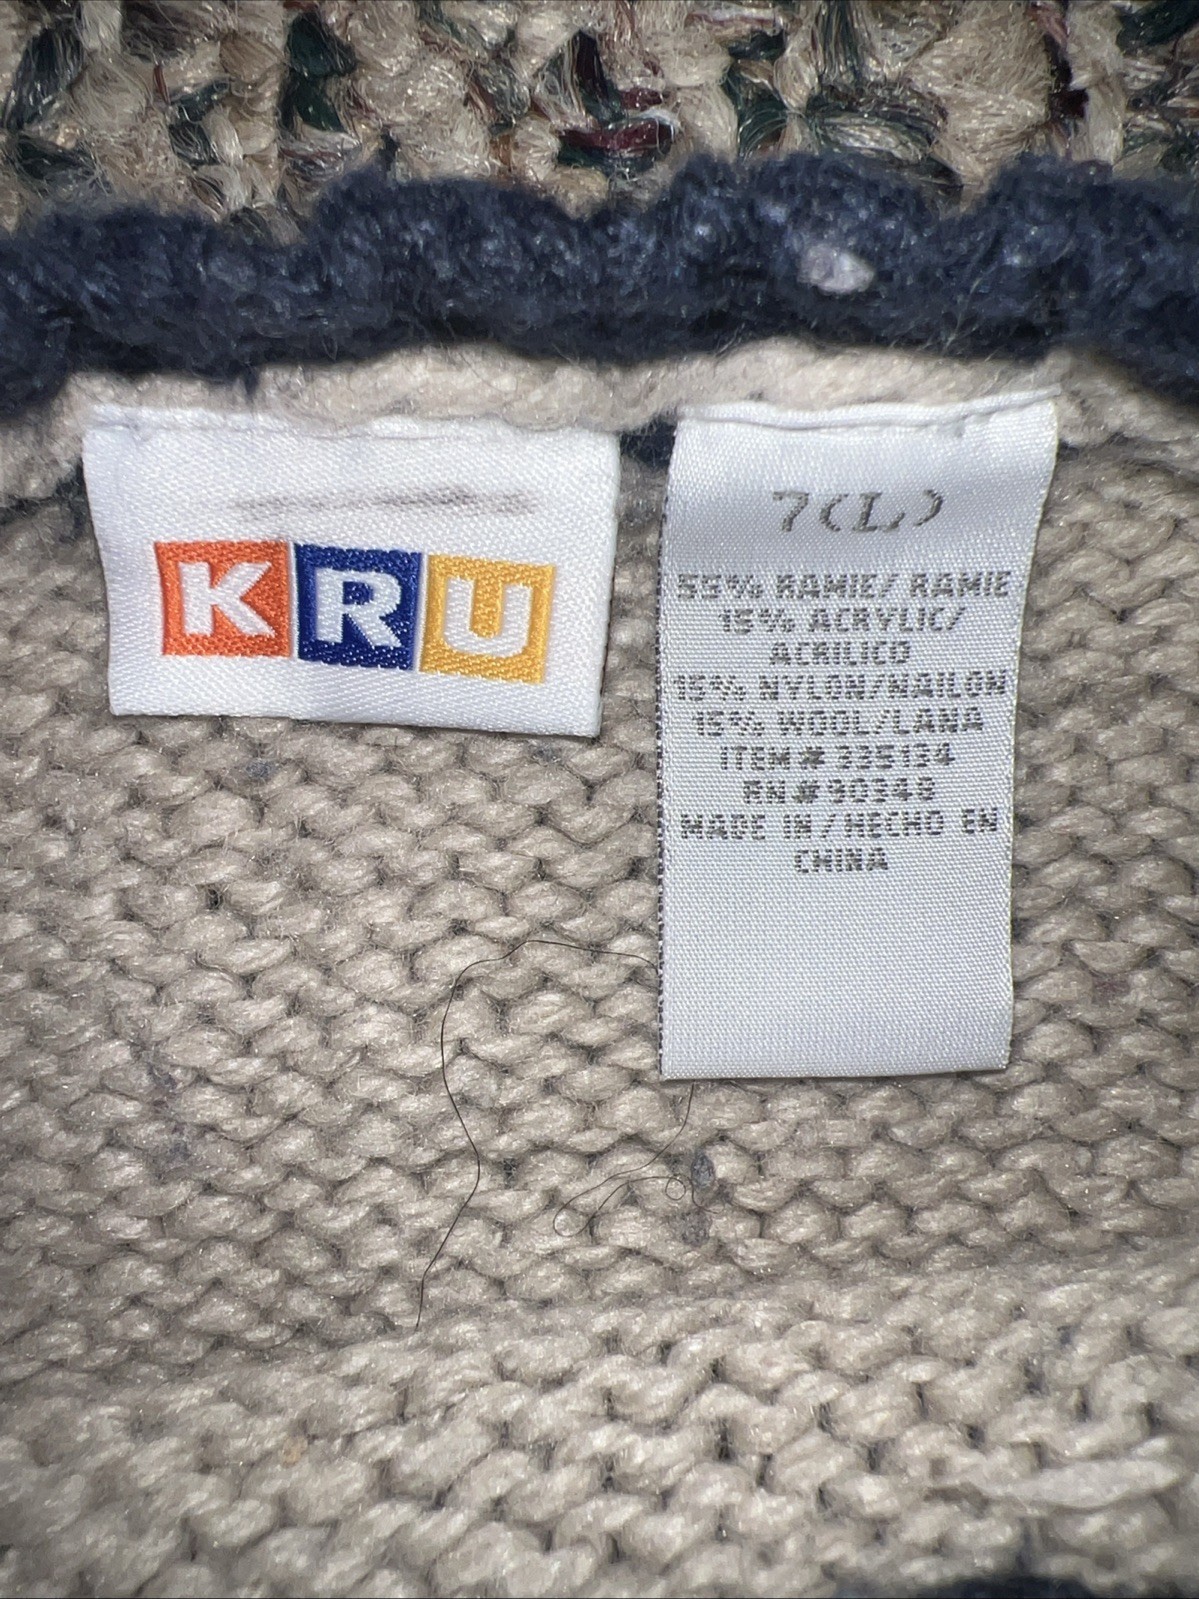 KRU
7(L)
55% RAMIE/ RAMIE
15% ACRYLIC/
ACRILICO
15% NYLON/NAILON
15% WOOL/LANA
ITEM # 335134
RN # 90348
MADE IN / HECHO EN
CHINA